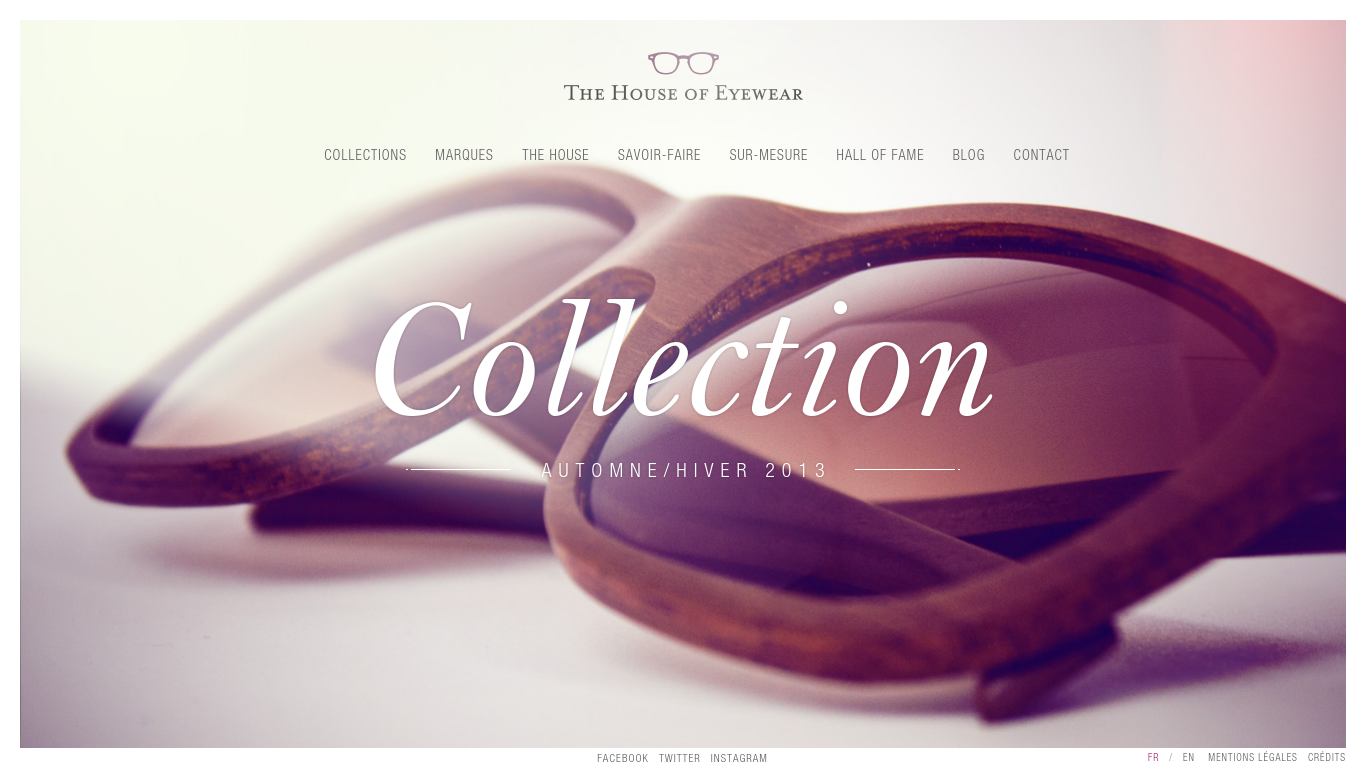 The House of Eyewear
COLLECTIONS MARQUES THE HOUSE SAVOIR-FAIRE SUR-MESURE HALL OF FAME BLOG CONTACT
Collection
AUTOMNE/HIVER 2013
FACEBOOK TWITTER INSTAGRAM FR / EN MENTIONS LÉGALES CRÉDITS